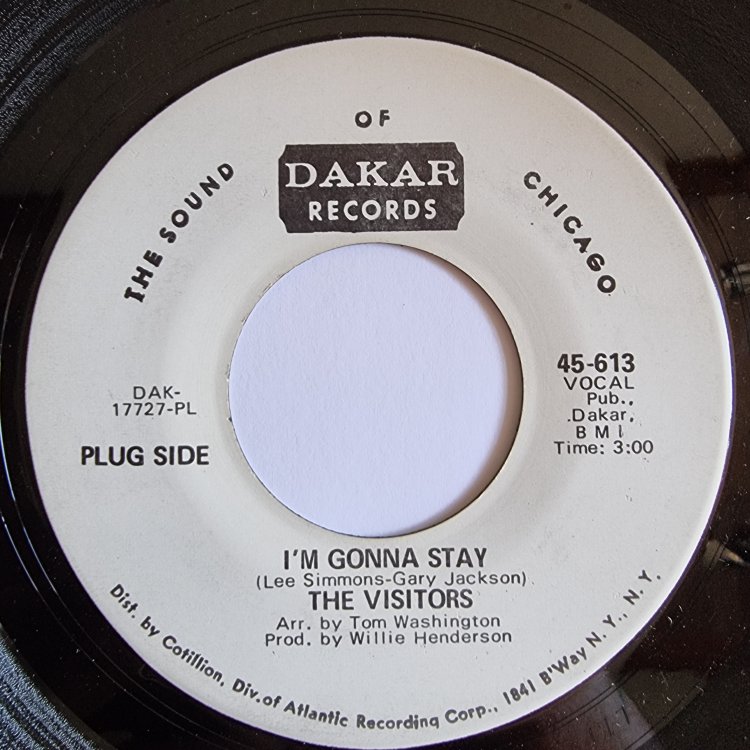 THE SOUND OF CHICAGO
DAKAR
RECORDS
DAK-
17727-PL
PLUG SIDE
45-613
VOCAL
Pub.,
.Dakar,
B M I
Time: 3:00
I'M GONNA STAY
(Lee Simmons-Gary Jackson)
THE VISITORS
Arr. by Tom Washington
Prod. by Willie Henderson
Dist. by Cotillion, Div.of Atlantic Recording Corp., 1841 B'Way N. Y., N. Y.